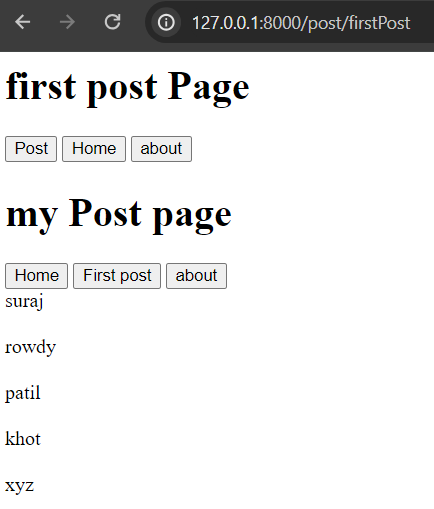 127.0.0.1:8000/post/firstPost
first post Page
Post Home about
my Post page
Home First post about
suraj
rowdy
patil
khot
xyz